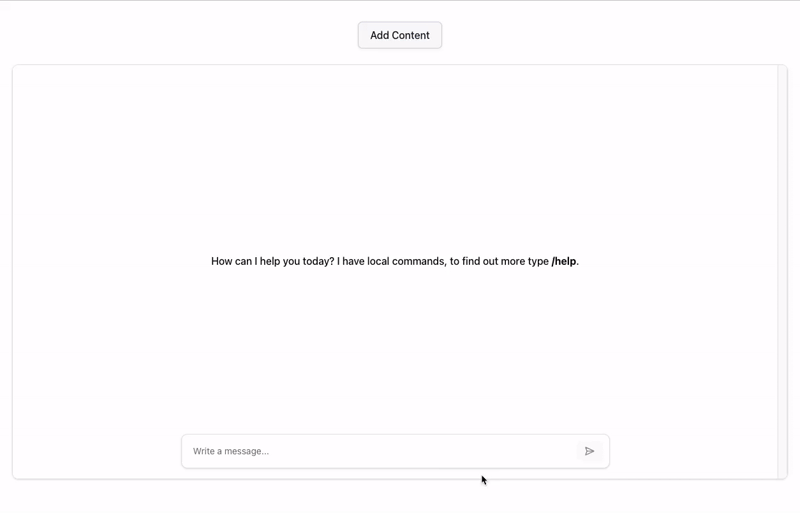 Add Content
How can I help you today? I have local commands, to find out more type /help.
Write a message...